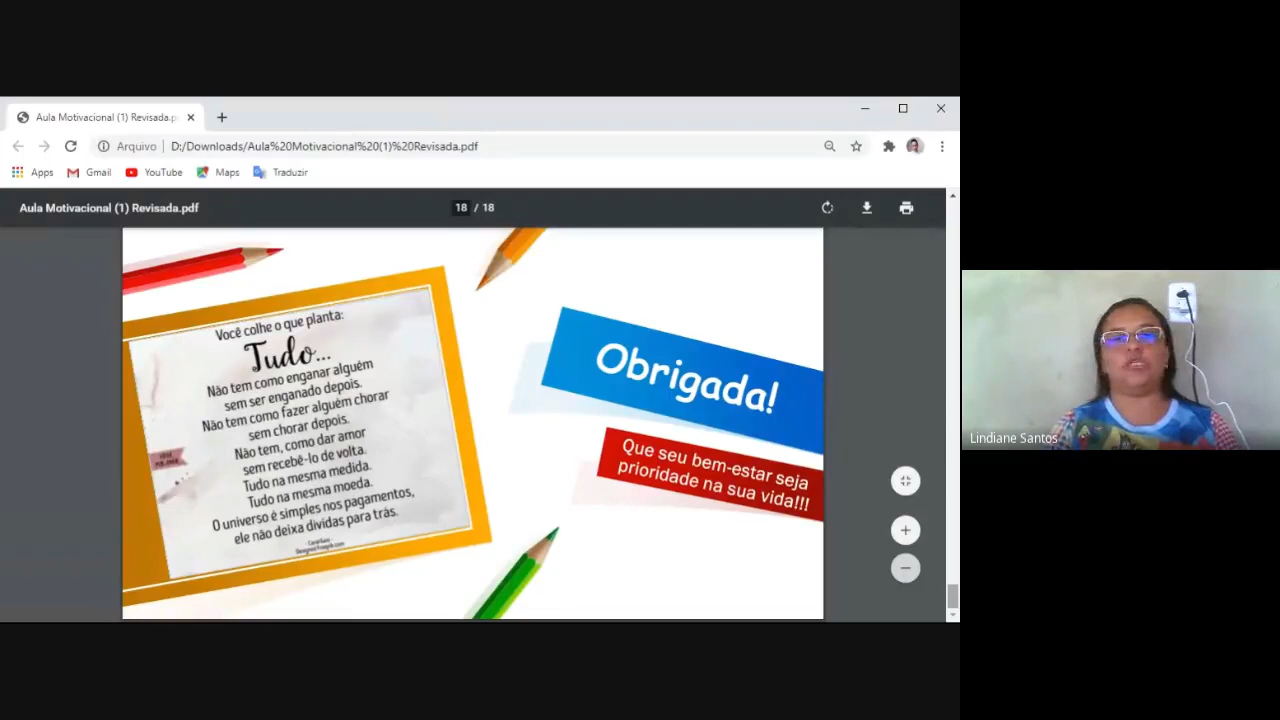 Aula Motivacional (1) Revisada.p
Arquivo
D:/Downloads/Aula%20Motivacional%20(1)%20Revisada.pdf
Apps
Gmail
YouTube
Maps
Traduzir
Aula Motivacional (1) Revisada.pdf
18 / 18
Você colhe o que planta:
Tudo...
Não tem como enganar alguém
sem ser enganado depois.
Não tem como fazer alguém chorar
sem chorar depois.
Não tem, como dar amor
sem recebê-lo de volta.
Tudo na mesma medida.
Tudo na mesma moeda.
O universo é simples nos pagamentos,
ele não deixa dívidas para trás.
Obrigada!
Que seu bem-estar seja
prioridade na sua vida!!!
Lindiane Santos